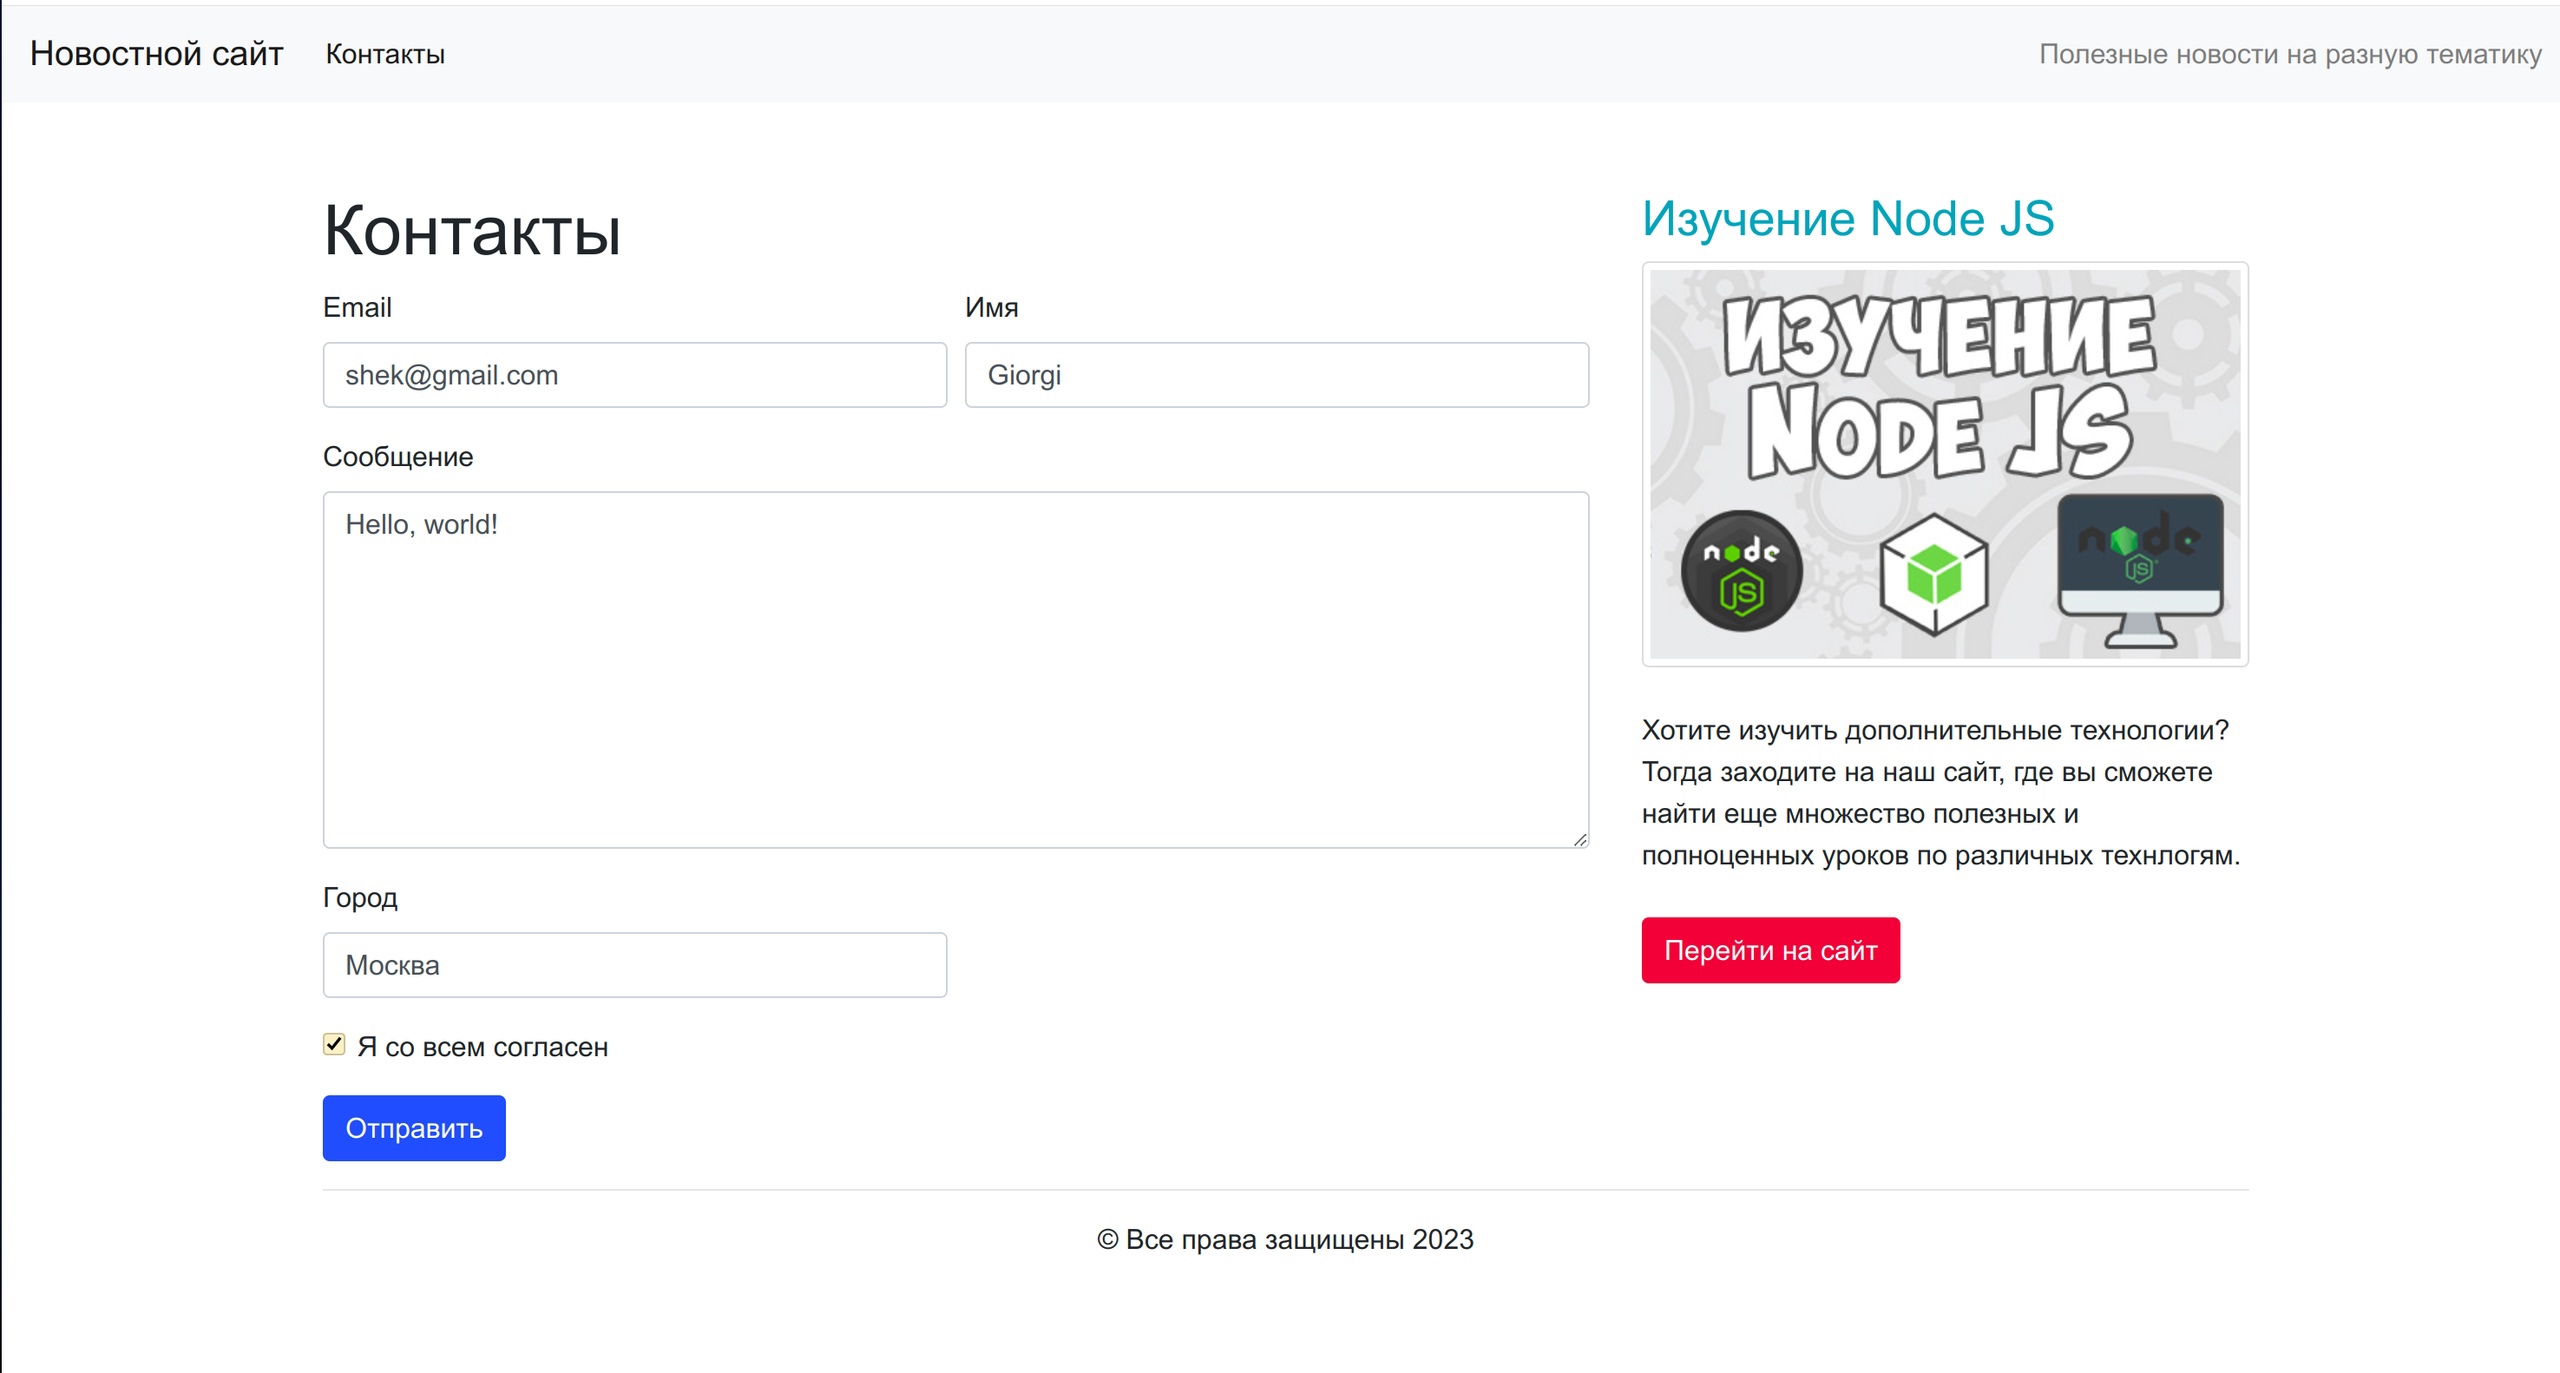 Новостной сайт
Контакты
Полезные новости на разную тематику
Контакты
Email
Имя
shek@gmail.com
Giorgi
Сообщение
Hello, world!
Город
Москва
Я со всем согласен
Отправить
Изучение Node JS
ИЗУЧЕНИЕ
NODE JS
node
JS
node
JS
Хотите изучить дополнительные технологии?
Тогда заходите на наш сайт, где вы сможете
найти еще множество полезных и
полноценных уроков по различных технлогям.
Перейти на сайт
© Все права защищены 2023